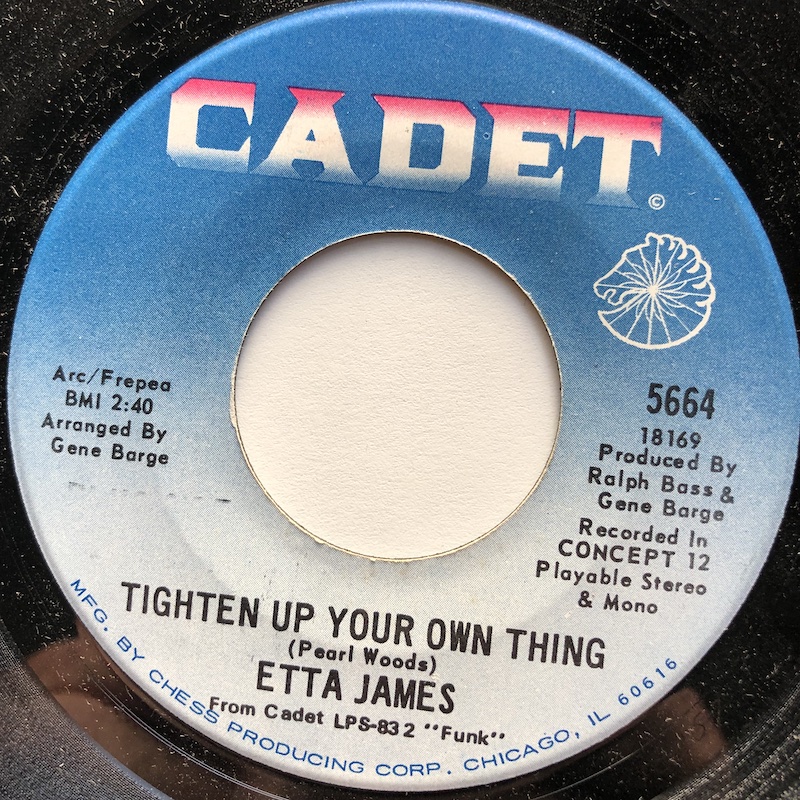 CADET
©
Arc/Frepea
BMI 2:40
Arranged By
Gene Barge
5664
18169
Produced By
Ralph Bass &
Gene Barge
Recorded In
CONCEPT 12
Playable Stereo
& Mono
TIGHTEN UP YOUR OWN THING
(Pearl Woods)
ETTA JAMES
From Cadet LPS-832 "Funk"
MFG. BY CHESS PRODUCING CORP. CHICAGO, IL 60616